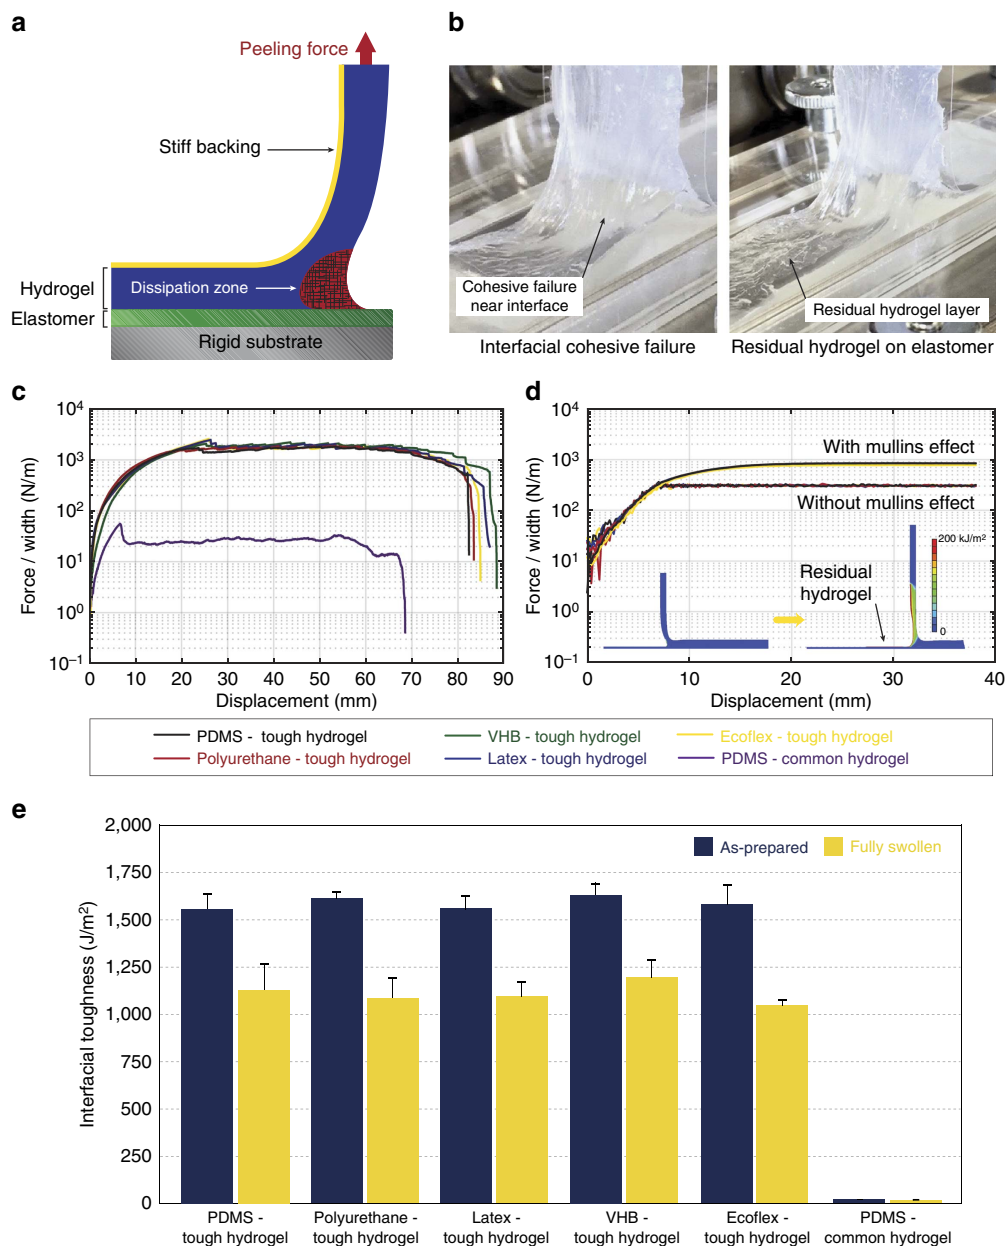 a
Peeling force
Stiff backing
Hydrogel
Dissipation zone
Elastomer
Rigid substrate
b
Cohesive failure
near interface
Interfacial cohesive failure
Residual hydrogel layer
Residual hydrogel on elastomer
c
Force / width (N/m)
10⁴
10³
10²
10¹
10⁰
10⁻¹
0 10 20 30 40 50 60 70 80 90
Displacement (mm)
d
Force / width (N/m)
10⁴
10³
10²
10¹
10⁰
10⁻¹
With mullins effect
Without mullins effect
200 kJ/m²
0
Residual
hydrogel
0 10 20 30 40
Displacement (mm)
PDMS - tough hydrogel
VHB - tough hydrogel
Ecoflex - tough hydrogel
Polyurethane - tough hydrogel
Latex - tough hydrogel
PDMS - common hydrogel
e
Interfacial toughness (J/m²)
2,000
1,750
1,500
1,250
1,000
750
500
250
0
As-prepared
Fully swollen
PDMS -
tough hydrogel
Polyurethane -
tough hydrogel
Latex -
tough hydrogel
VHB -
tough hydrogel
Ecoflex -
tough hydrogel
PDMS -
common hydrogel